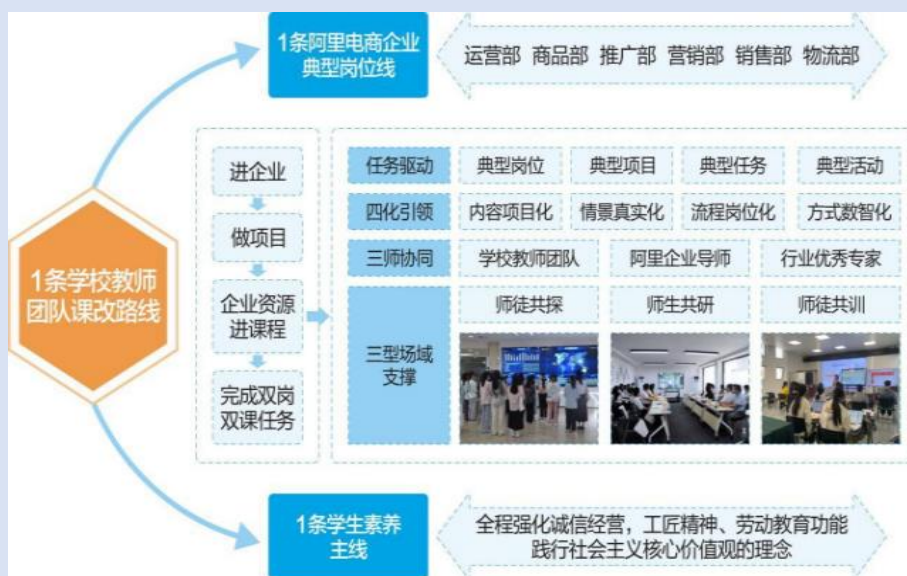 1条阿里电商企业
典型岗位线
运营部 商品部 推广部 营销部 销售部 物流部
1条学校教师
团队课改路线
进企业
做项目
企业资源
进课程
完成双岗
双课任务
任务驱动 典型岗位 典型项目 典型任务 典型活动
四化引领 内容项目化 情景真实化 流程岗位化 方式数智化
三师协同 学校教师团队 阿里企业导师 行业优秀专家
三型场域
支撑
师徒共探 师生共研 师徒共训
1条学生素养
主线
全程强化诚信经营，工匠精神、劳动教育功能
践行社会主义核心价值观的理念